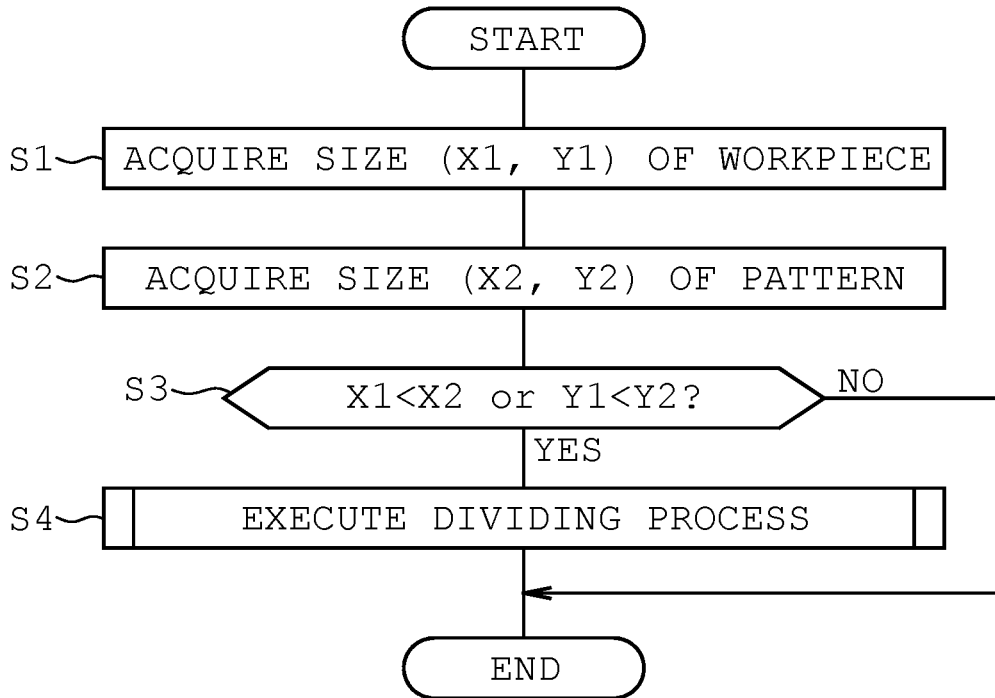 START
S1 ACQUIRE SIZE (X1, Y1) OF WORKPIECE
S2 ACQUIRE SIZE (X2, Y2) OF PATTERN
S3 X1<X2 or Y1<Y2? NO
YES
S4 EXECUTE DIVIDING PROCESS
END